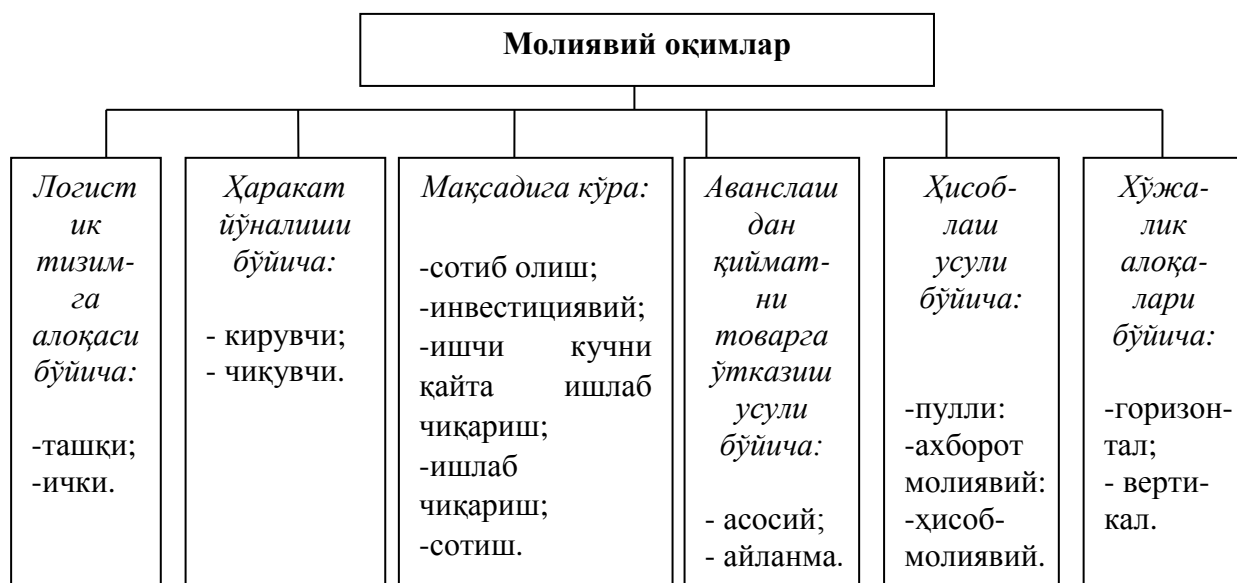 Молиявий оқимлар
Логист
ик
тизим-
га
алоқаси
бўйича:
-ташқи;
-ички.
Ҳаракат
йўналиши
бўйича:
- кирувчи;
- чиқувчи.
Мақсадига кўра:
-сотиб олиш;
-инвестициявий;
-ишчи кучни
қайта ишлаб
чиқариш;
-ишлаб
чиқариш;
-сотиш.
Аванслаш
дан
қиймат-
ни
товарга
ўтказиш
усули
бўйича:
- асосий;
- айланма.
Ҳисоб-
лаш
усули
бўйича:
-пулли:
-ахборот
молиявий:
-ҳисоб-
молиявий.
Хўжа-
лик
алоқа-
лари
бўйича:
-горизон-
тал;
- верти-
кал.